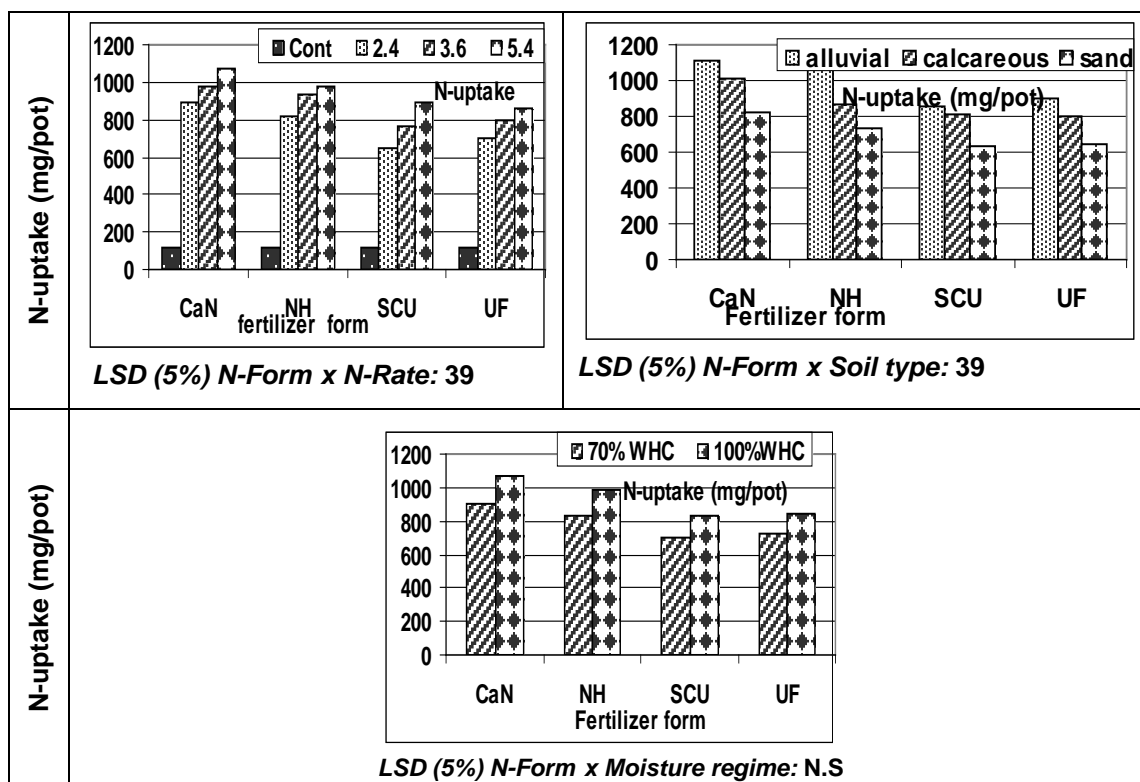 N-uptake (mg/pot)
Cont 2.4 3.6 5.4
1200
1000
800
600
400
200
0
N-uptake
CaN NH SCU UF
fertilizer form
LSD (5%) N-Form x N-Rate: 39
alluvial calcareous sand
1200
1000
800
600
400
200
0
N-uptake (mg/pot)
CaN NH SCU UF
Fertilizer form
LSD (5%) N-Form x Soil type: 39
N-uptake (mg/pot)
70% WHC 100%WHC
1200
1000
800
600
400
200
0
N-uptake (mg/pot)
CaN NH SCU UF
Fertilizer form
LSD (5%) N-Form x Moisture regime: N.S